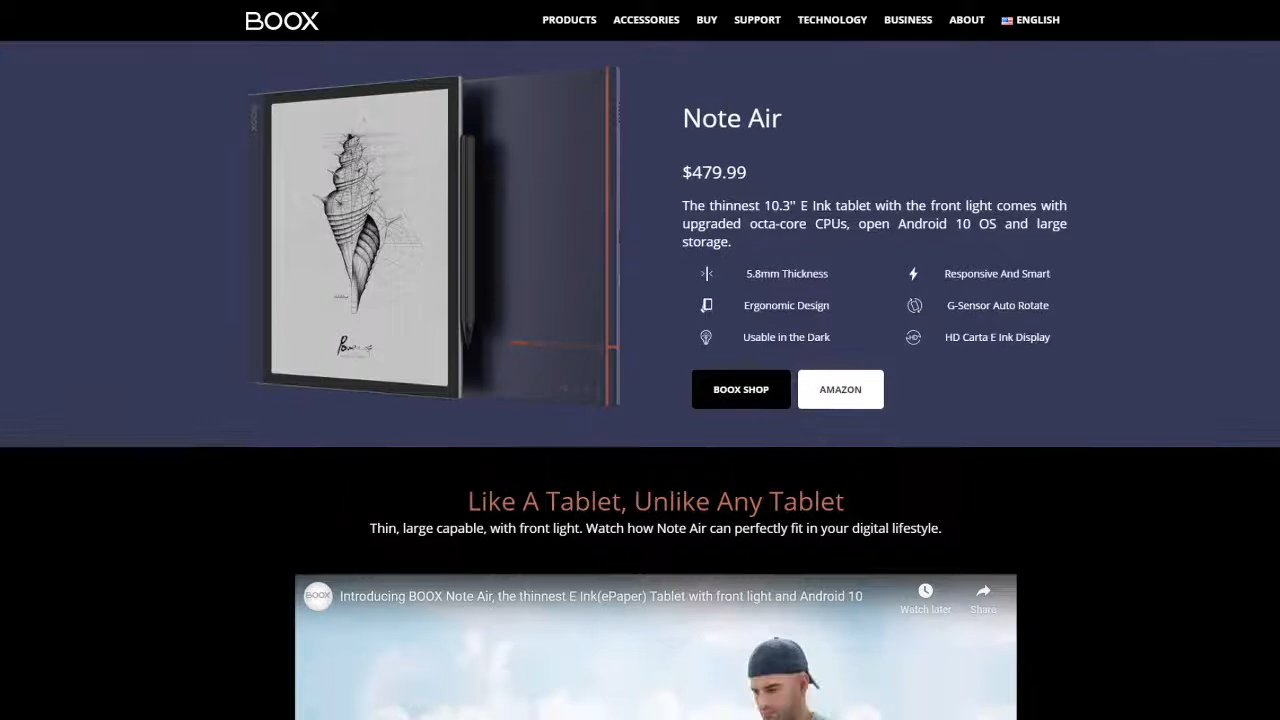 BOOX
PRODUCTS ACCESSORIES BUY SUPPORT TECHNOLOGY BUSINESS ABOUT ENGLISH
Note Air
$479.99
The thinnest 10.3'' E Ink tablet with the front light comes with
upgraded octa-core CPUs, open Android 10 OS and large
storage.
5.8mm Thickness Responsive And Smart
Ergonomic Design G-Sensor Auto Rotate
Usable in the Dark HD Carta E Ink Display
BOOX SHOP AMAZON
Like A Tablet, Unlike Any Tablet
Thin, large capable, with front light. Watch how Note Air can perfectly fit in your digital lifestyle.
BOOX Introducing BOOX Note Air, the thinnest E Ink(ePaper) Tablet with front light and Android 10
Watch later Share